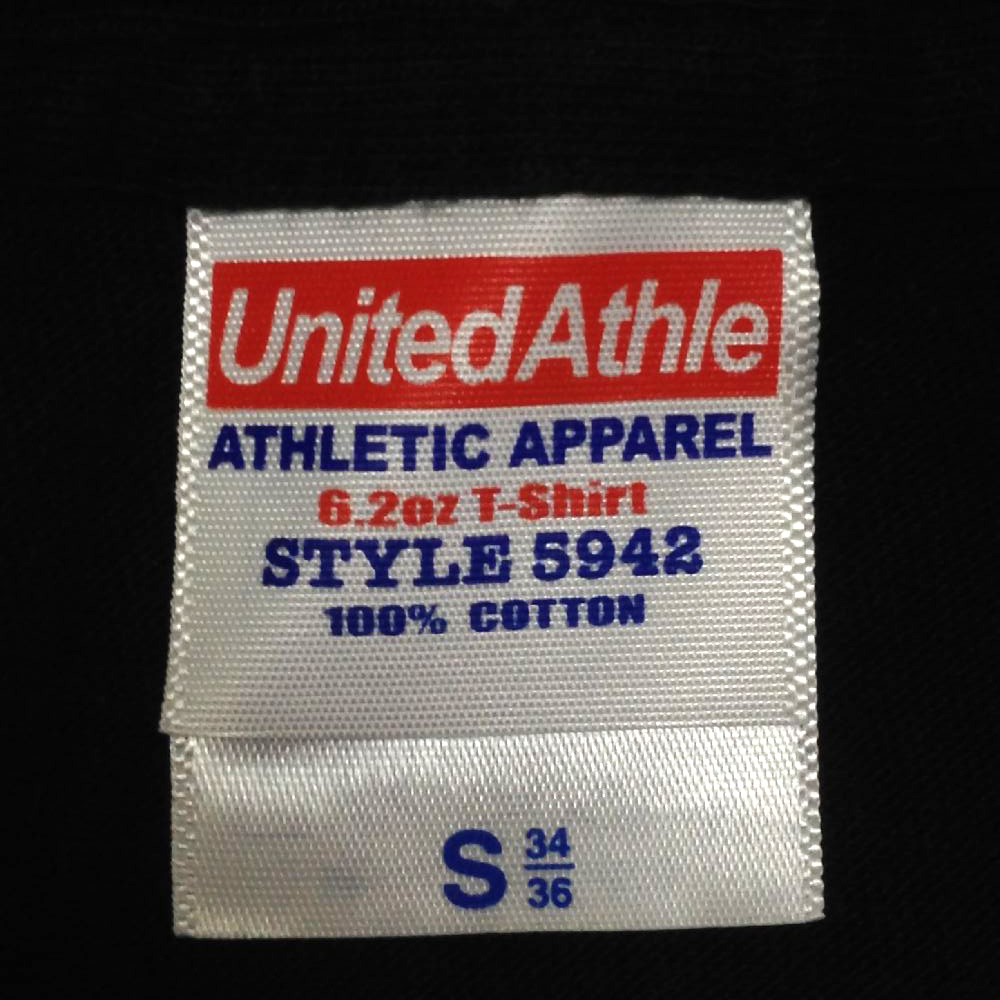 UnitedAthle
ATHLETIC APPAREL
6.2oz T-Shirt
STYLE 5942
100% COTTON
S 34
36